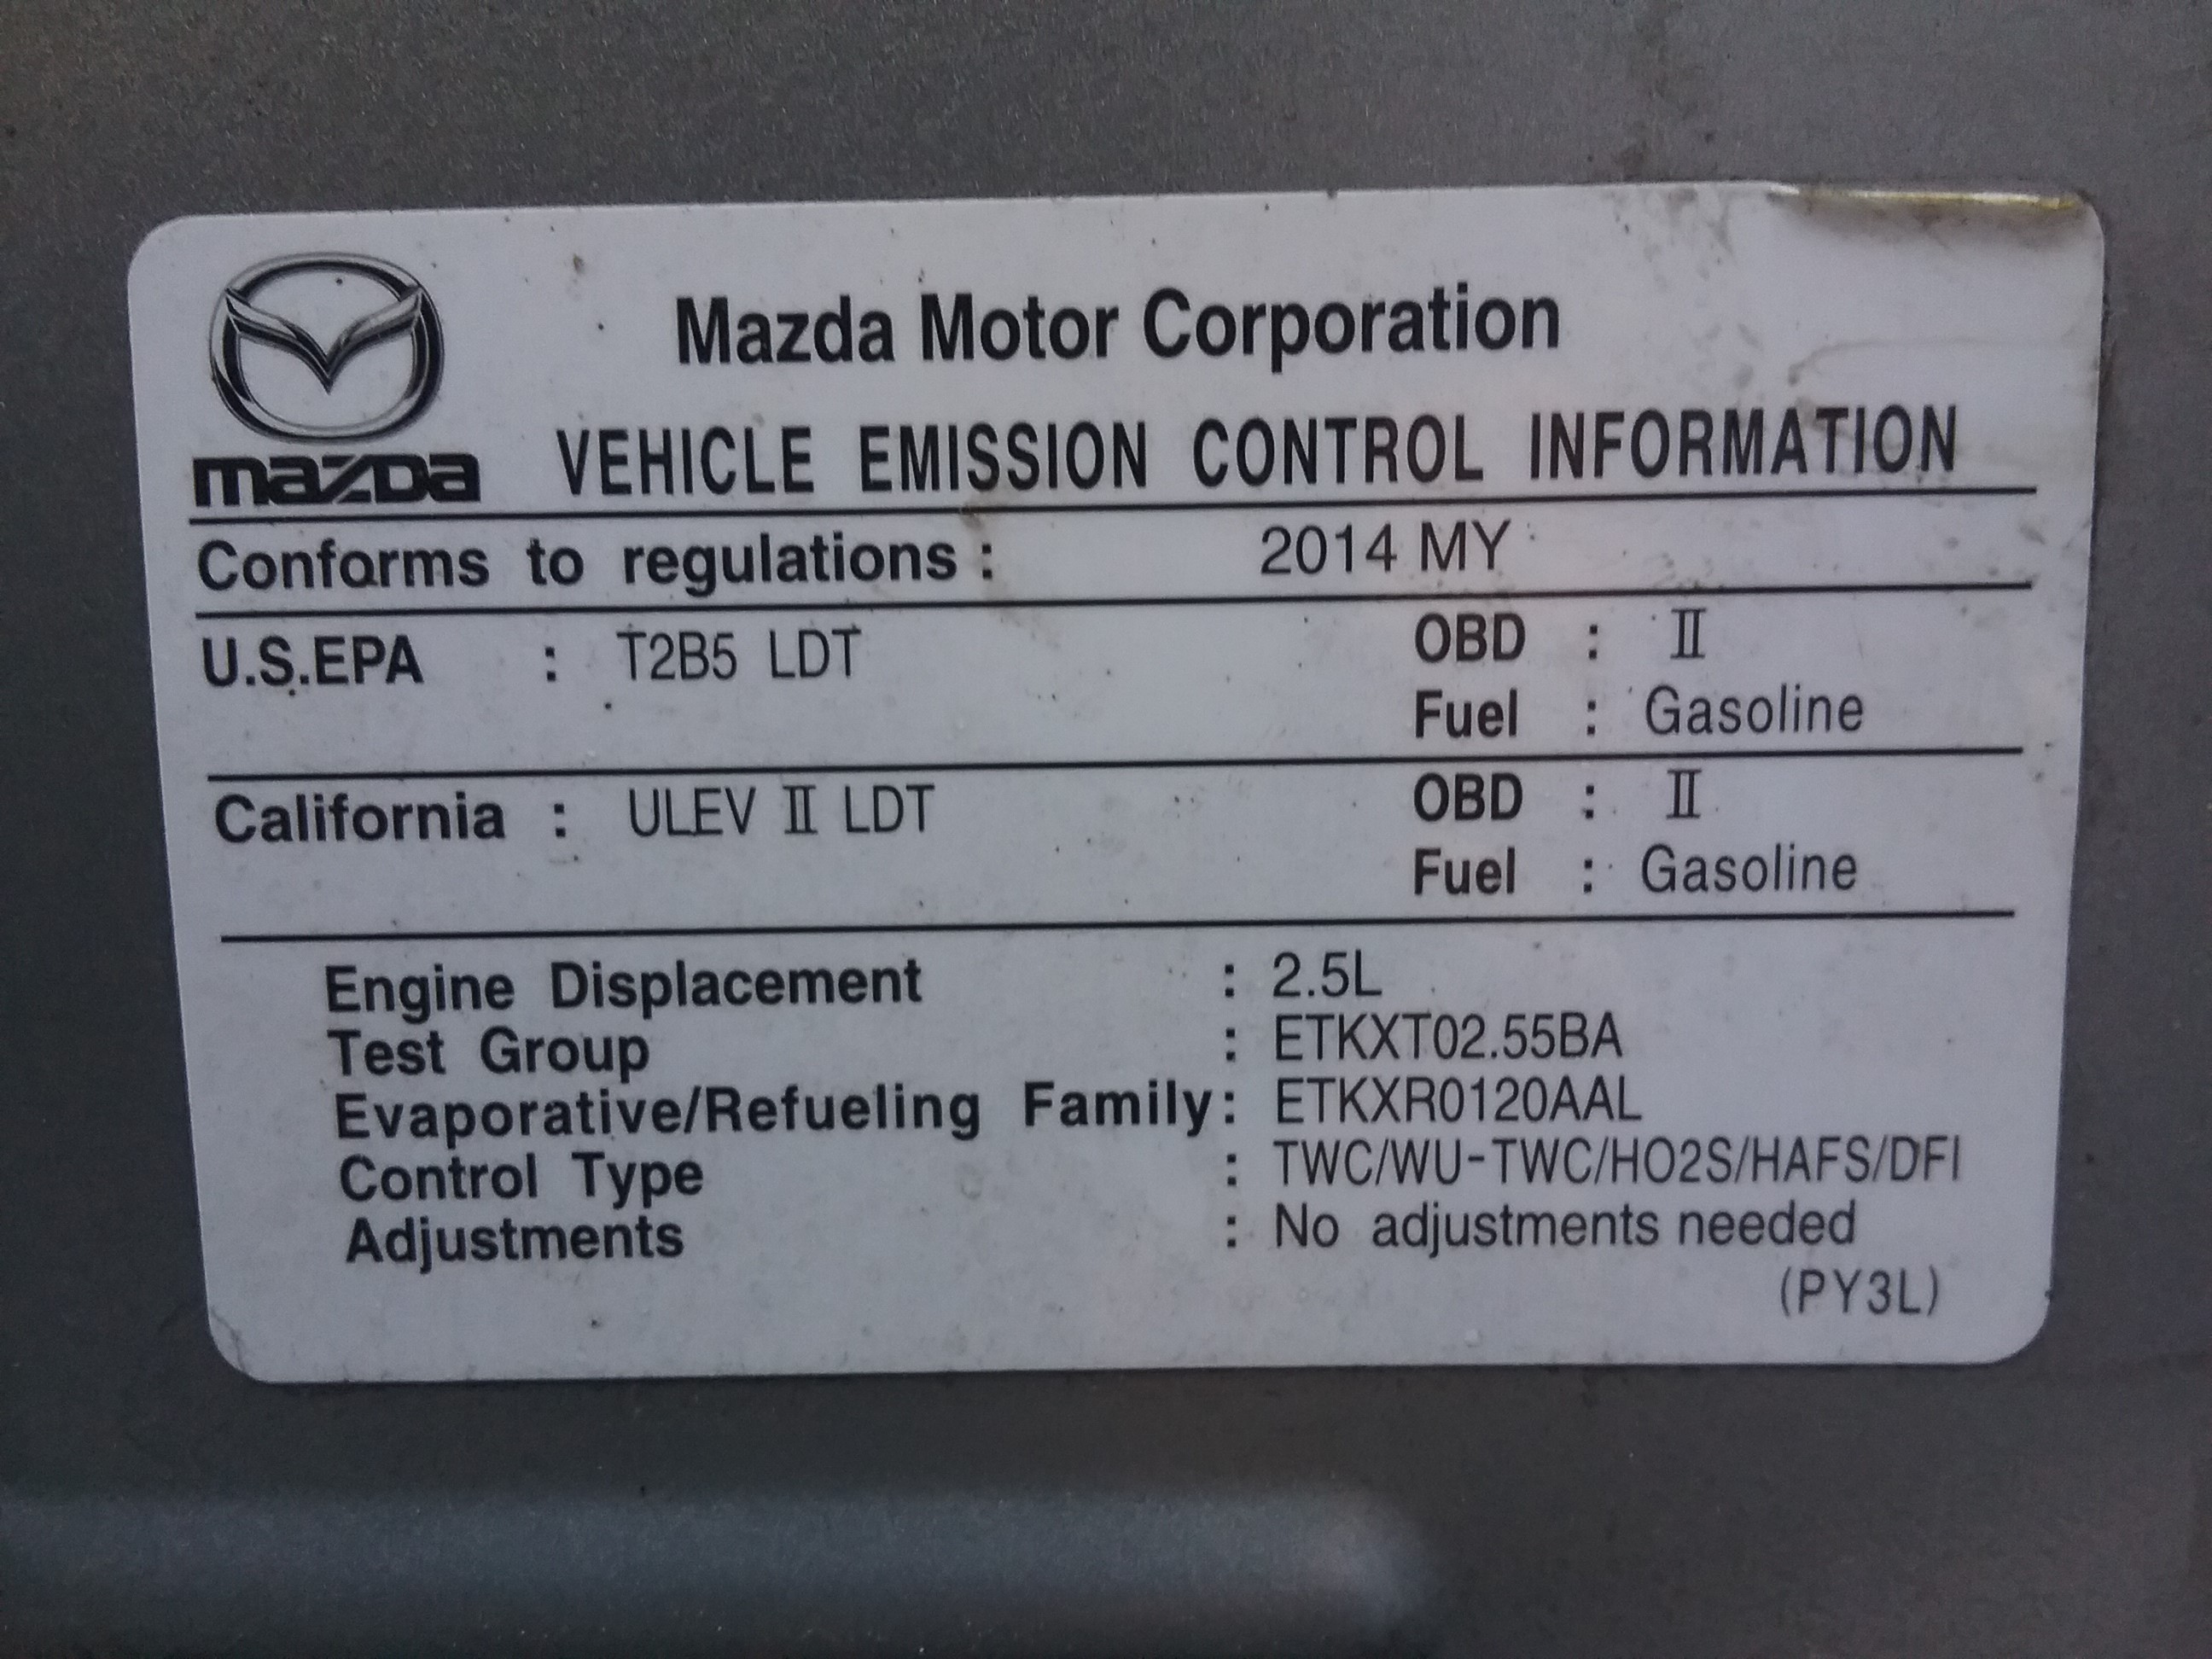 Mazda Motor Corporation
mazda VEHICLE EMISSION CONTROL INFORMATION
Conforms to regulations : 2014 MY
U.S.EPA : T2B5 LDT OBD : II
Fuel : Gasoline
California : ULEV II LDT OBD : II
Fuel : Gasoline
Engine Displacement : 2.5L
Test Group : ETKXT02.55BA
Evaporative/Refueling Family : ETKXR0120AAL
Control Type : TWC/WU-TWC/HO2S/HAFS/DFI
Adjustments : No adjustments needed
(PY3L)